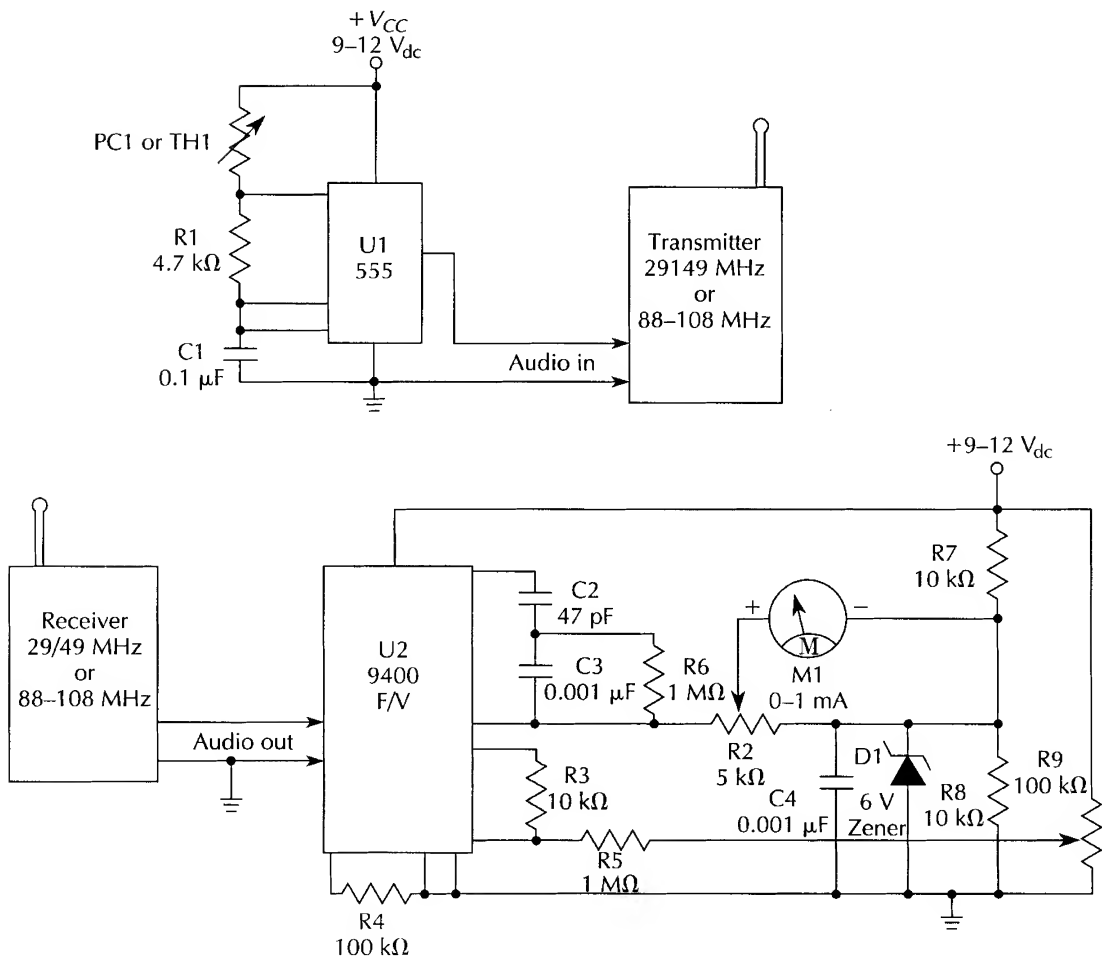 +VCC
9–12 Vdc
PC1 or TH1
R1
4.7 kΩ
C1
0.1 µF
U1
555
Audio in
Transmitter
29149 MHz
or
88–108 MHz
+9–12 Vdc
Receiver
29/49 MHz
or
88–108 MHz
Audio out
U2
9400
F/V
C2
47 pF
C3
0.001 µF
R6
1 MΩ
+
–
M
M1
0–1 mA
R7
10 kΩ
R2
5 kΩ
R3
10 kΩ
C4
0.001 µF
D1
6 V
Zener
R8
10 kΩ
R9
100 kΩ
R5
1 MΩ
R4
100 kΩ